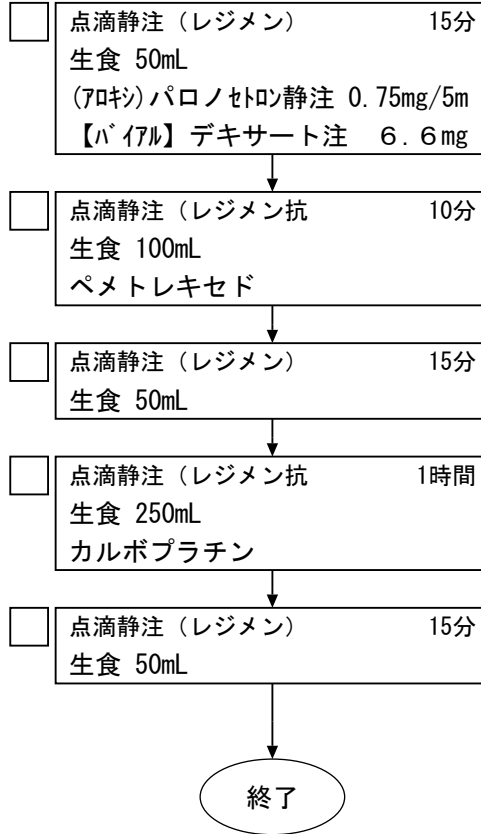 点滴静注（レジメン） 15分
生食 50mL
(アロキシ)パロノセトロン静注 0.75mg/5m
【バイアル】デキサート注 ６.６mg
点滴静注（レジメン抗 10分
生食 100mL
ペメトレキセド
点滴静注（レジメン） 15分
生食 50mL
点滴静注（レジメン抗 1時間
生食 250mL
カルボプラチン
点滴静注（レジメン） 15分
生食 50mL
終了